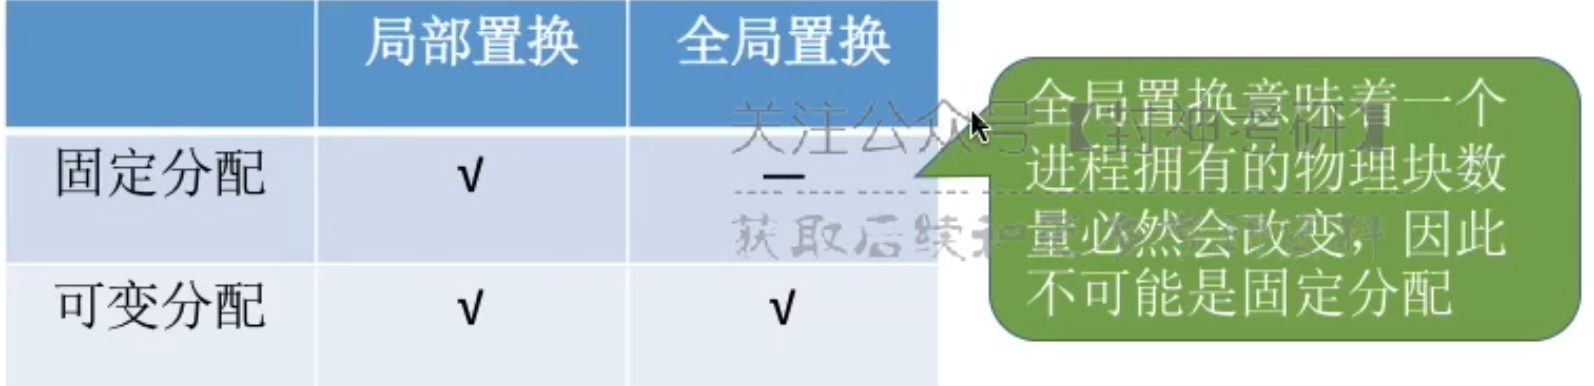 局部置换 全局置换
固定分配 √ —
可变分配 √ √
全局置换意味着一个
进程拥有的物理块数
量必然会改变，因此
不可能是固定分配
关注公众号【封神考研】
获取后续和